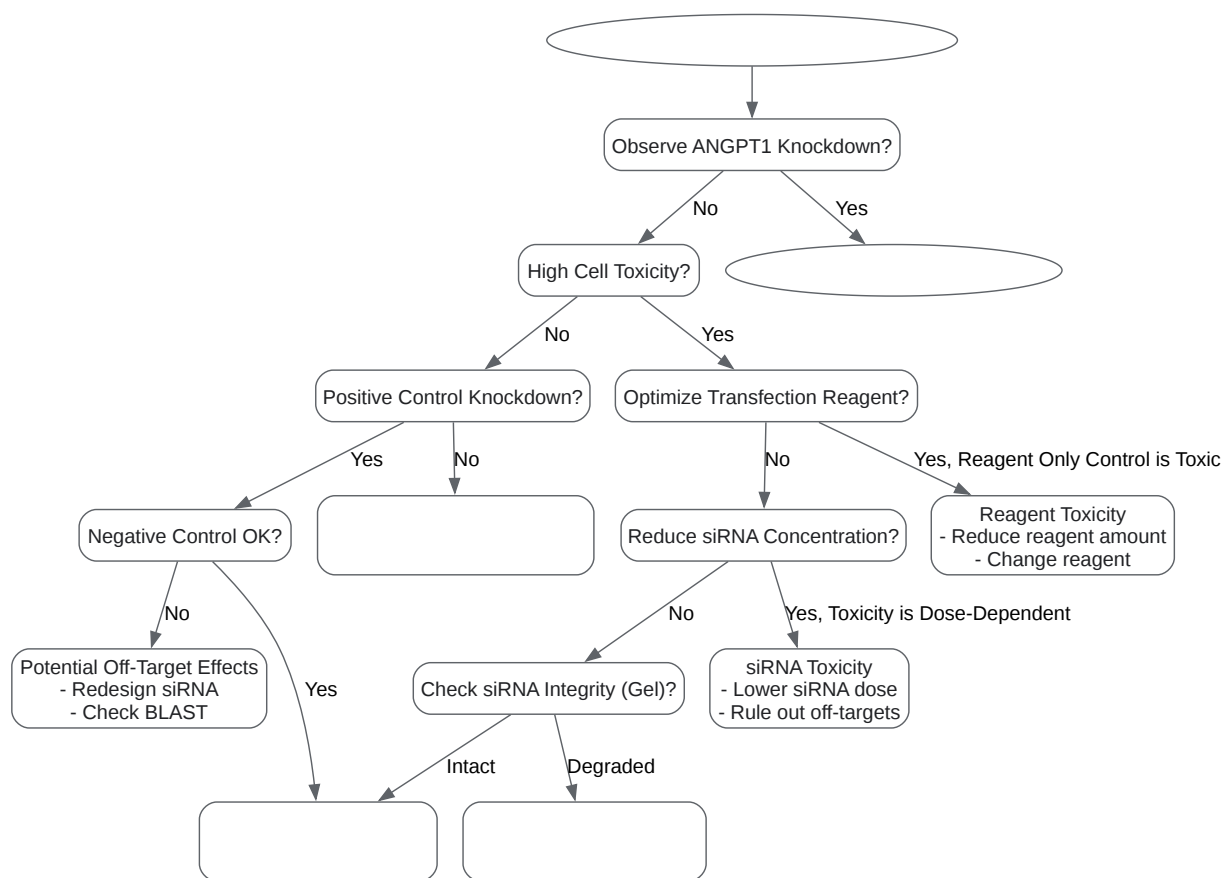 Observe ANGPT1 Knockdown?
No
Yes
High Cell Toxicity?
No
Yes
Positive Control Knockdown?
Optimize Transfection Reagent?
Yes
No
No
Yes, Reagent Only Control is Toxic
Negative Control OK?
Reduce siRNA Concentration?
Reagent Toxicity
- Reduce reagent amount
- Change reagent
No
Yes
No
Yes, Toxicity is Dose-Dependent
Potential Off-Target Effects
- Redesign siRNA
- Check BLAST
Check siRNA Integrity (Gel)?
siRNA Toxicity
- Lower siRNA dose
- Rule out off-targets
Intact
Degraded